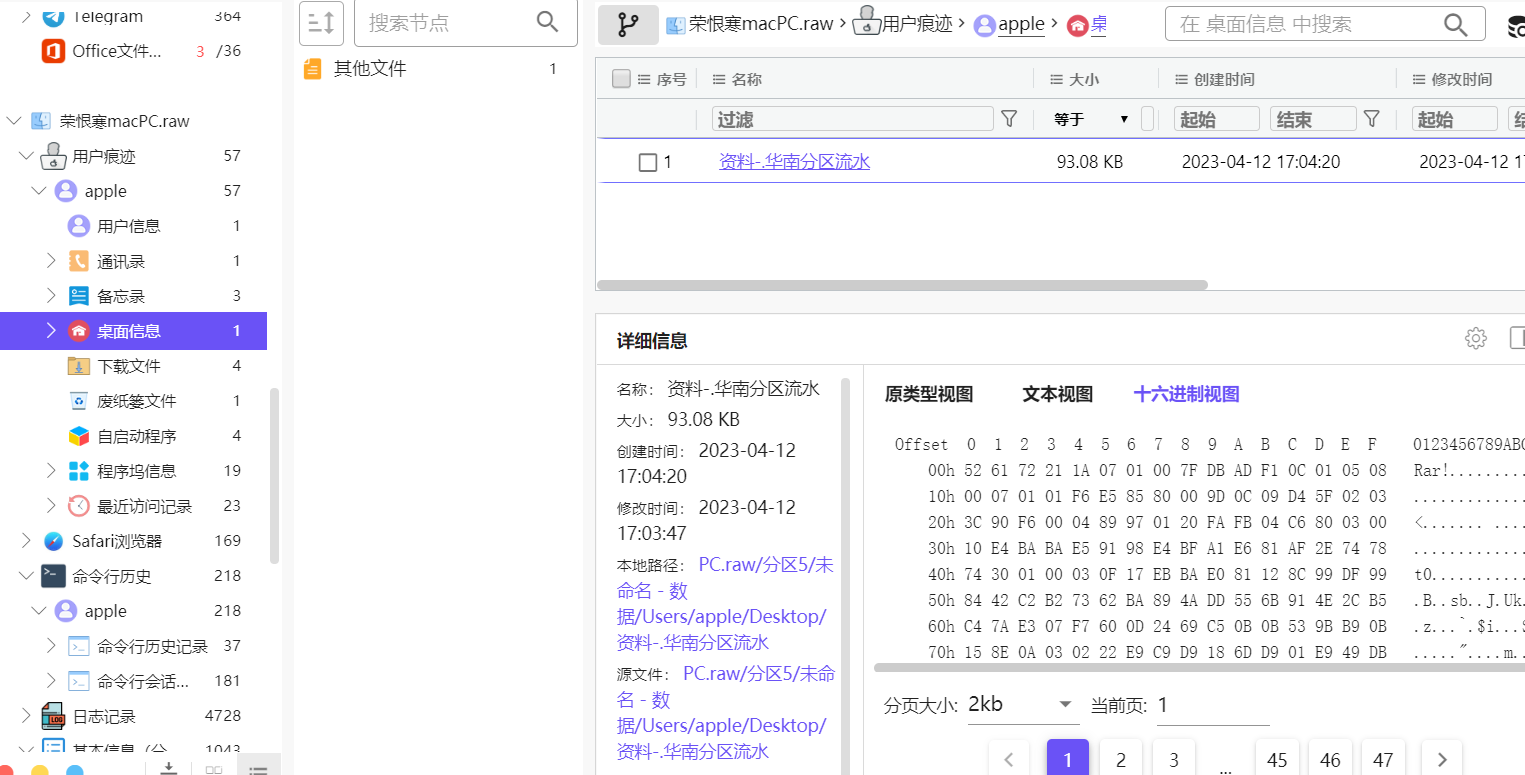 Telegram 364
Office文件... 3 /36
荣恨寒macPC.raw
用户痕迹 57
apple 57
用户信息 1
通讯录 1
备忘录 3
桌面信息 1
下载文件 4
废纸篓文件 1
自启动程序 4
程序坞信息 19
最近访问记录 23
Safari浏览器 169
命令行历史 218
apple 218
命令行历史记录 37
命令行会话... 181
日志记录 4728
基本信息（分 1043
搜索节点
其他文件 1
荣恨寒macPC.raw > 用户痕迹 > apple > 桌
在 桌面信息 中搜索
序号 名称 大小 创建时间 修改时间
过滤 等于 起始 结束 起始
1 资料-.华南分区流水 93.08 KB 2023-04-12 17:04:20 2023-04-12 1
详细信息
名称： 资料-.华南分区流水
大小： 93.08 KB
创建时间： 2023-04-12
17:04:20
修改时间： 2023-04-12
17:03:47
本地路径： PC.raw/分区5/未
命名 - 数
据/Users/apple/Desktop/
资料-.华南分区流水
源文件： PC.raw/分区5/未命
名 - 数
据/Users/apple/Desktop/
资料-.华南分区流水
原类型视图 文本视图 十六进制视图
Offset 0 1 2 3 4 5 6 7 8 9 A B C D E F 0123456789ABC
00h 52 61 72 21 1A 07 01 00 7F DB AD F1 0C 01 05 08 Rar!.........
10h 00 07 01 01 F6 E5 85 80 00 9D 0C 09 D4 5F 02 03 .............
20h 3C 90 F6 00 04 89 97 01 20 FA FB 04 C6 80 03 00 <....... ....
30h 10 E4 BA BA E5 91 98 E4 BF A1 E6 81 AF 2E 74 78 .............
40h 74 30 01 00 03 0F 17 EB BA E0 81 12 8C 99 DF 99 t0...........
50h 84 42 C2 B2 73 62 BA 89 4A DD 55 6B 91 4E 2C B5 .B..sb..J.Uk.
60h C4 7A E3 07 F7 60 0D 24 69 C5 0B 0B 53 9B B9 0B .z...`.$i...S
70h 15 8E 0A 03 02 22 E9 C9 D9 18 6D D9 01 E9 49 DB ....."....m..
分页大小: 2kb 当前页: 1
< 1 2 3 ... 45 46 47 >